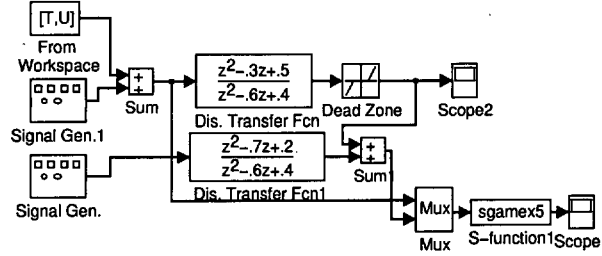 [T,U]
From
Workspace
+
+
Sum
Signal Gen.1
z²-.3z+.5
z²-.6z+.4
Dis. Transfer Fcn
Dead Zone
Scope2
Signal Gen.
z²-.7z+.2
z²-.6z+.4
Dis. Transfer Fcn1
+
+
Sum1
Mux
Mux
sgamex5
S-function1
Scope